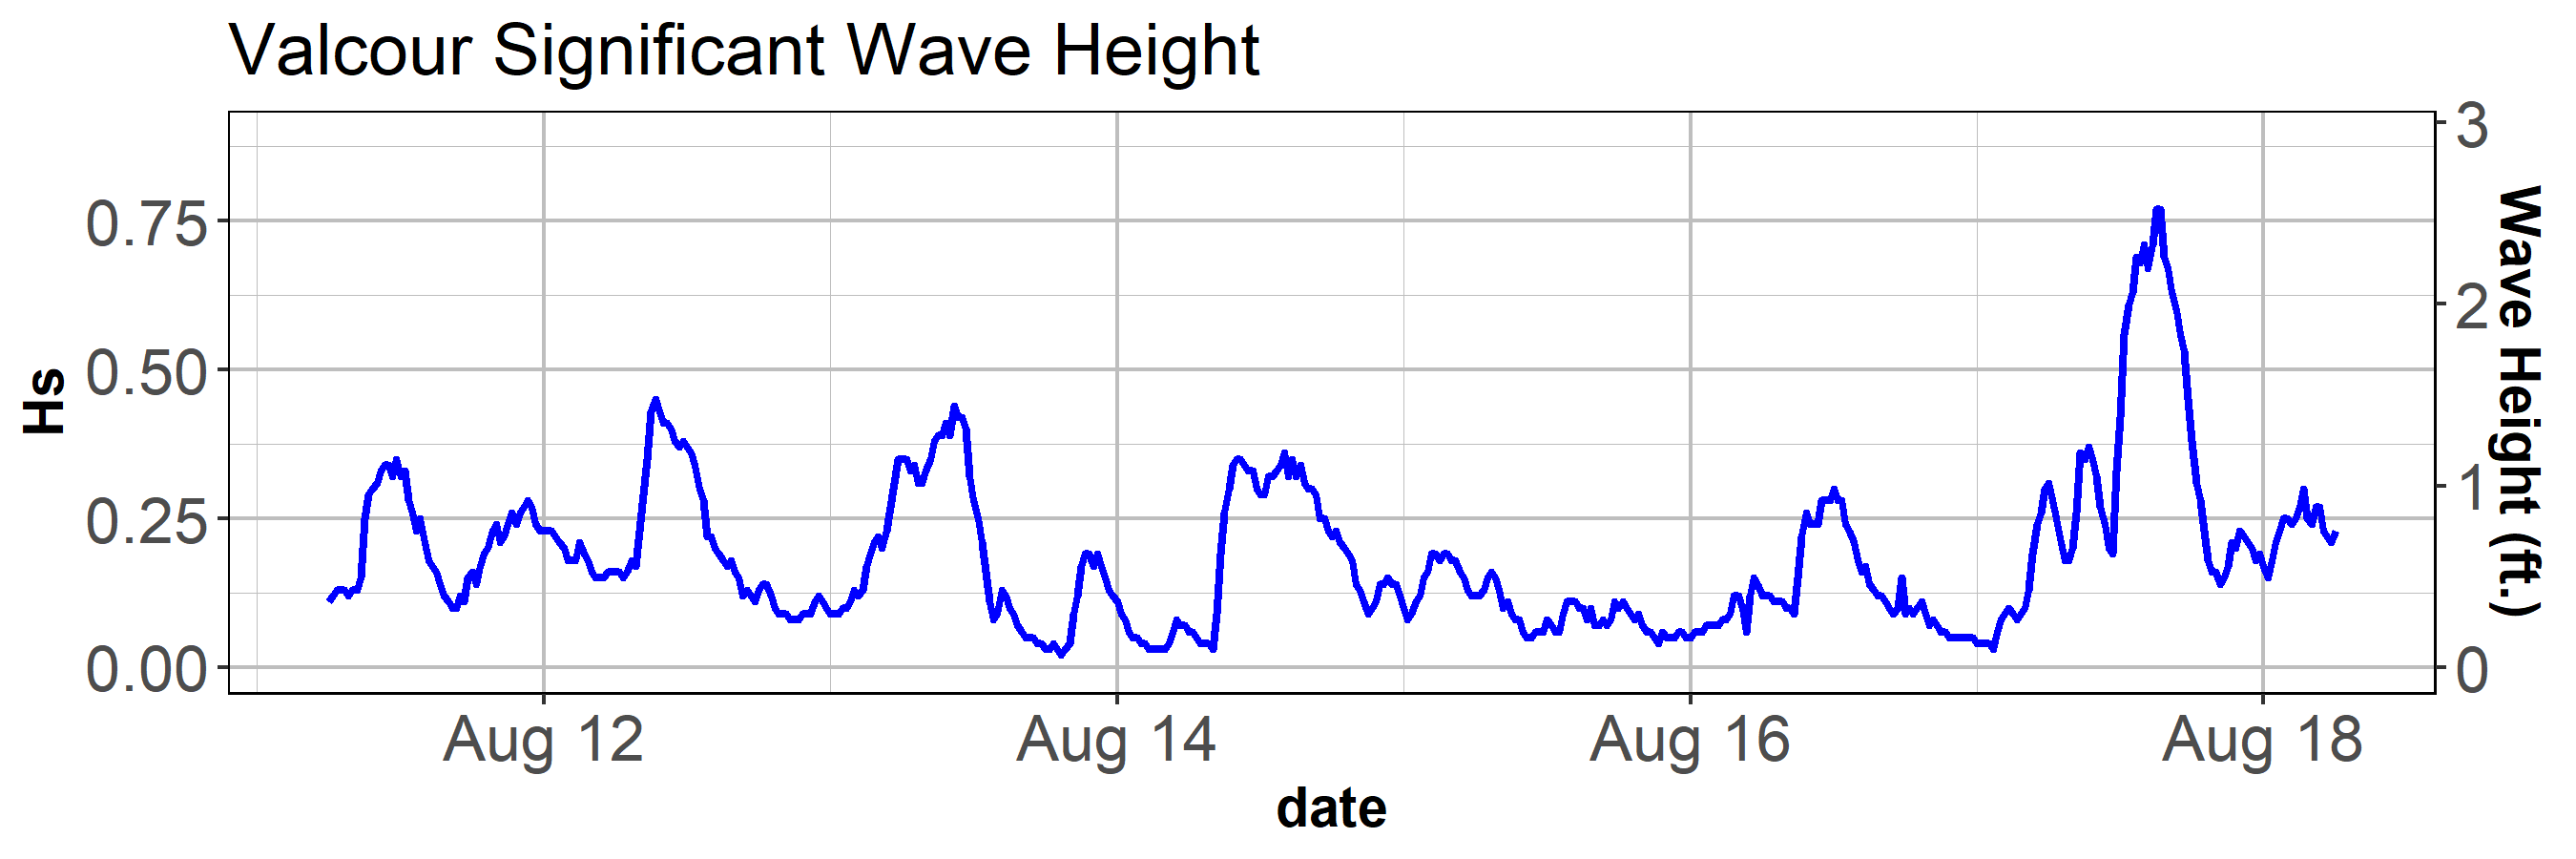 Valcour Significant Wave Height
Hs
0.75
0.50
0.25
0.00
3
2
1
0
Wave Height (ft.)
Aug 12
Aug 14
Aug 16
Aug 18
date